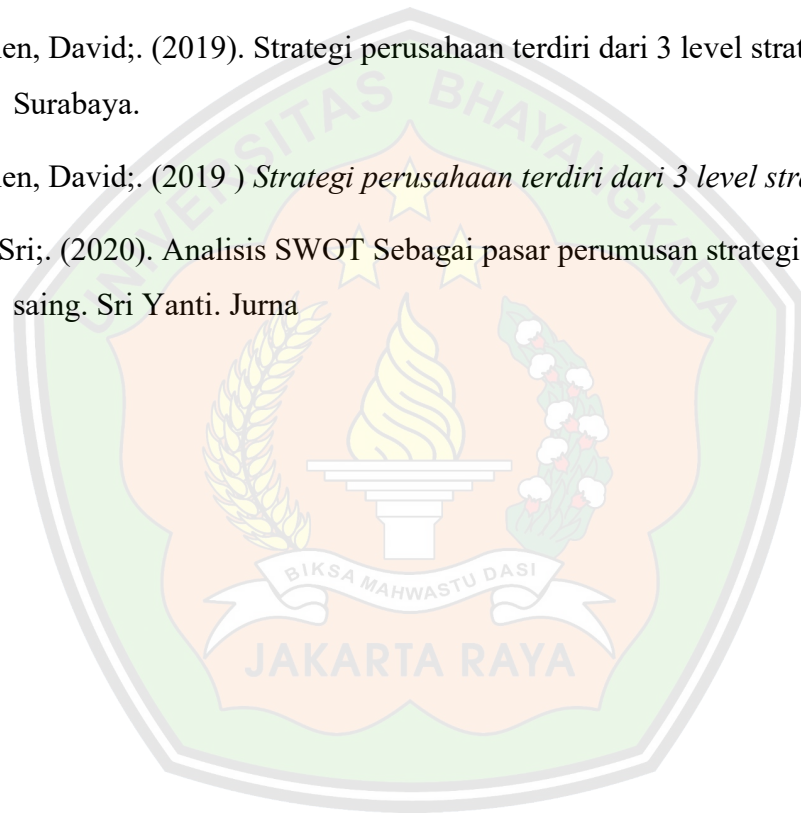 en, David;. (2019). Strategi perusahaan terdiri dari 3 level strat
Surabaya.
en, David;. (2019 ) Strategi perusahaan terdiri dari 3 level stra
Sri;. (2020). Analisis SWOT Sebagai pasar perumusan strategi
saing. Sri Yanti. Jurna
UNIVERSITAS BHAYANGKARA
BIKSA MAHWASTU DASI
JAKARTA RAYA